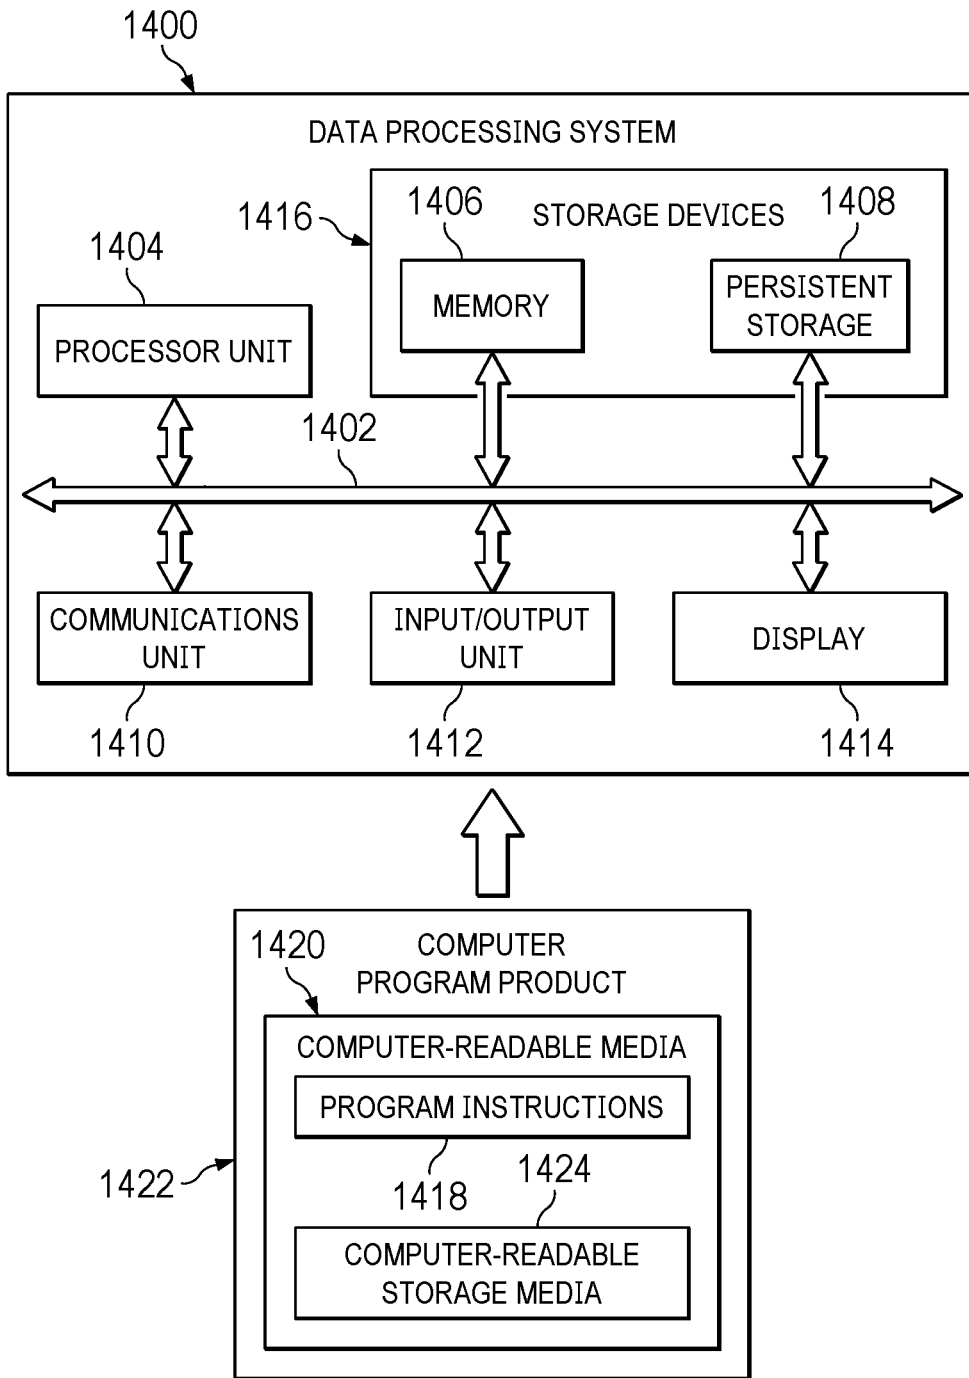 1400
DATA PROCESSING SYSTEM
1416
1406
STORAGE DEVICES
1408
1404
MEMORY
PERSISTENT
STORAGE
PROCESSOR UNIT
1402
COMMUNICATIONS
UNIT
INPUT/OUTPUT
UNIT
DISPLAY
1410
1412
1414
1420
COMPUTER
PROGRAM PRODUCT
COMPUTER-READABLE MEDIA
PROGRAM INSTRUCTIONS
1422
1418
1424
COMPUTER-READABLE
STORAGE MEDIA